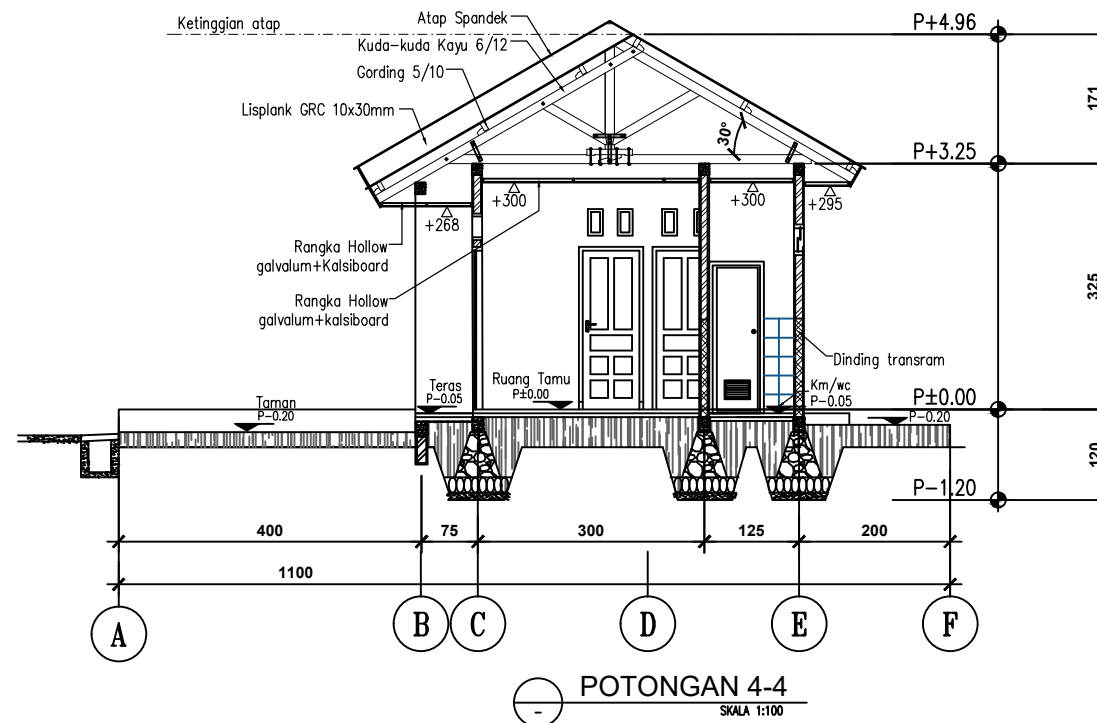 Ketinggian atap
Atap Spandek
Kuda-kuda Kayu 6/12
Gording 5/10
Lisplank GRC 10x30mm
P+4.96
171
30°
P+3.25
+268
+300
+300
+295
Rangka Hollow
galvalum+Kalsiboard
Rangka Hollow
galvalum+kalsiboard
325
Dinding transram
Taman
P-0.20
Teras
P-0.05
Ruang Tamu
P±0.00
Km/wc
P-0.05
P-0.20
P±0.00
120
P-1.20
400
75
300
125
200
1100
A
B
C
D
E
F
POTONGAN 4-4
SKALA 1:100
-